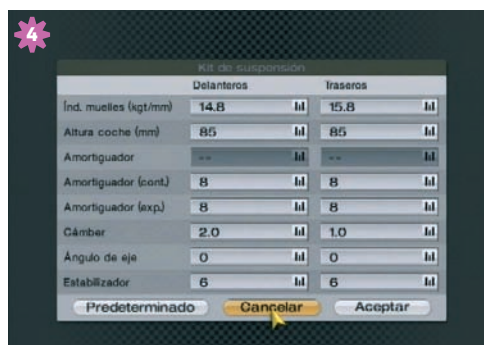 4
Kit de suspensión
Delanteros Traseros
Índ. muelles (kgt/mm) 14.8 15.8
Altura coche (mm) 85 85
Amortiguador -- --
Amortiguador (cont.) 8 8
Amortiguador (exp.) 8 8
Cámber 2.0 1.0
Ángulo de eje 0 0
Estabilizador 6 6
Predeterminado Cancelar Aceptar